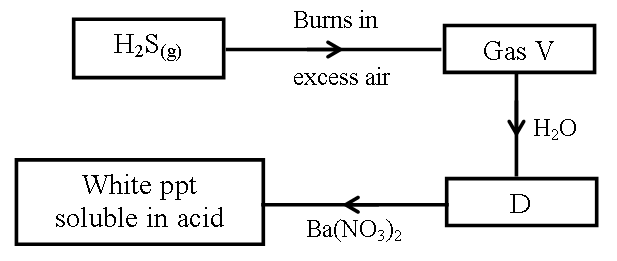 Burns in
H₂S(g)
Gas V
excess air
H₂O
White ppt
soluble in acid
D
Ba(NO₃)₂